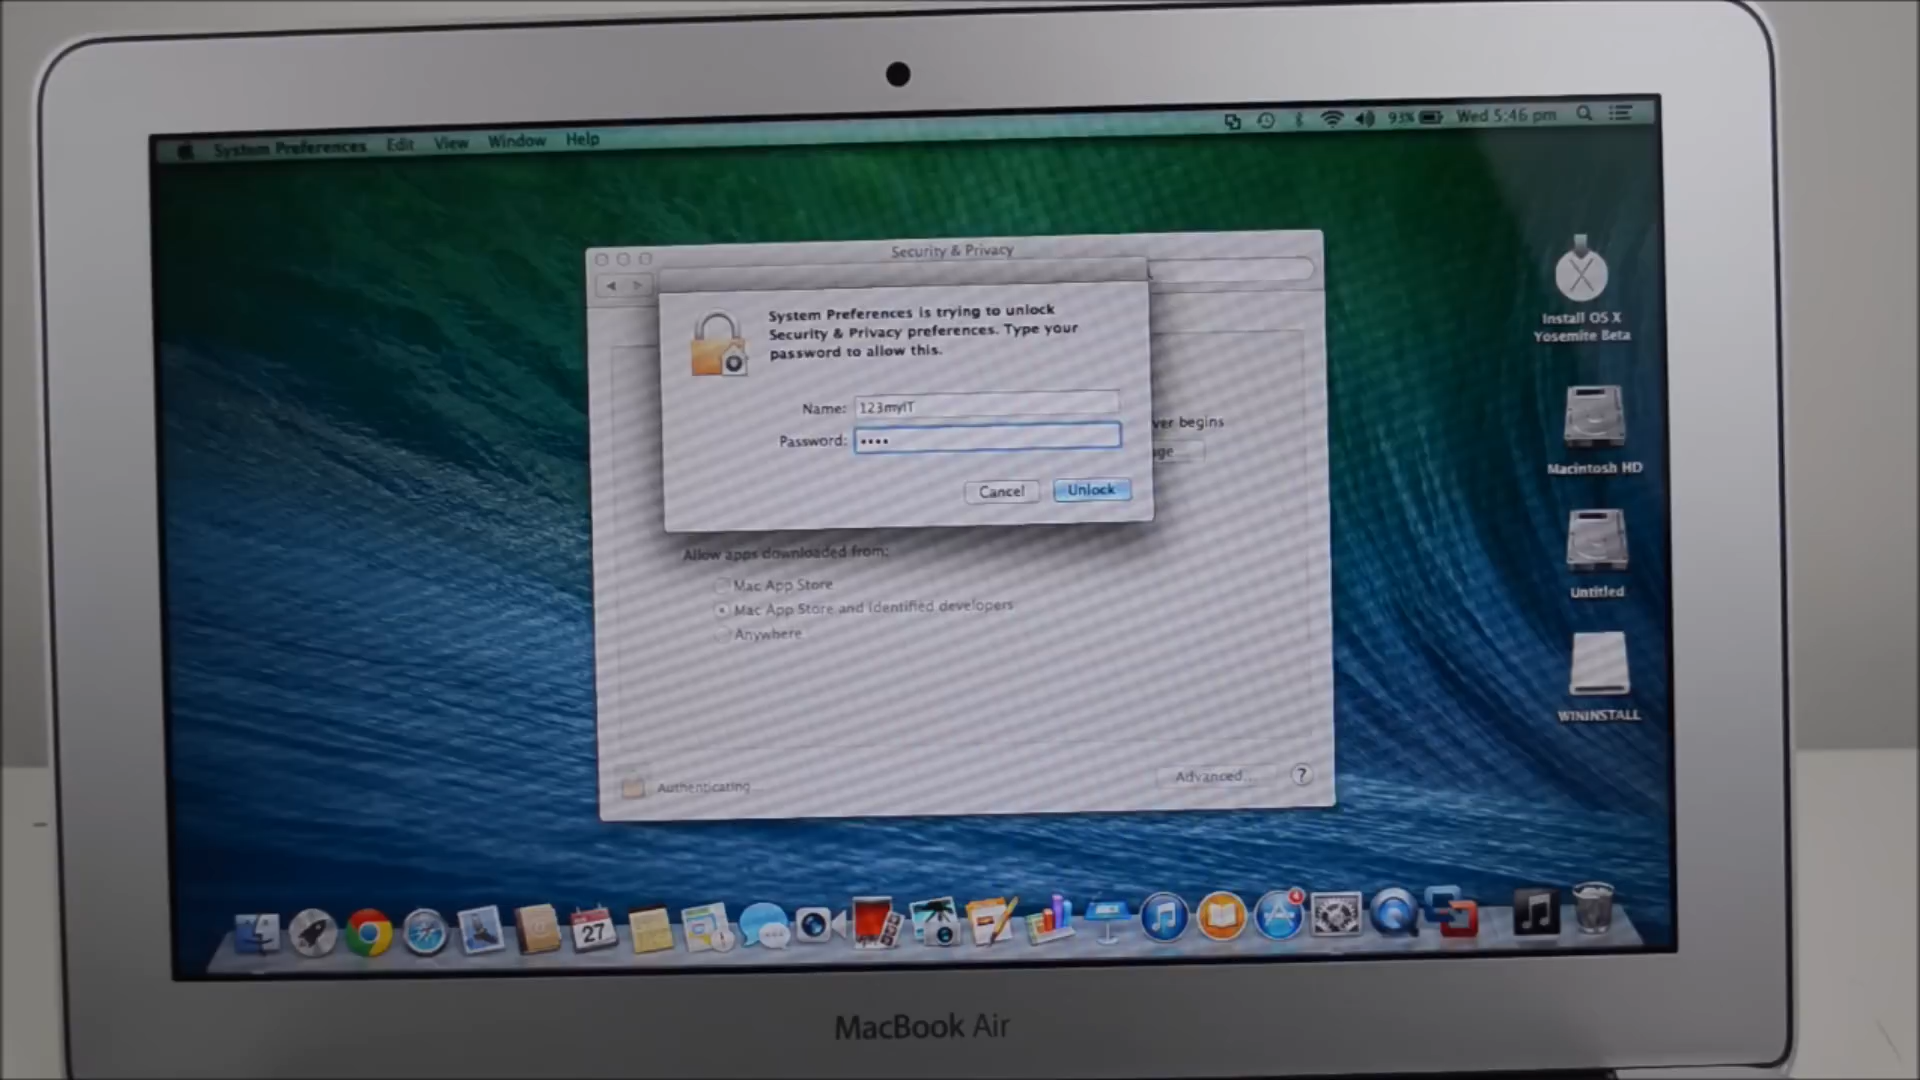 System Preferences Edit View Window Help
93% Wed 5:46 pm
Security & Privacy
System Preferences is trying to unlock
Security & Privacy preferences. Type your
password to allow this.
Name: 123myIT
Password: ••••
Cancel Unlock
ver begins
ge
Allow apps downloaded from:
Mac App Store
Mac App Store and identified developers
Anywhere
Authenticating...
Advanced... ?
Install OS X
Yosemite Beta
Macintosh HD
Untitled
WININSTALL
27
4
MacBook Air